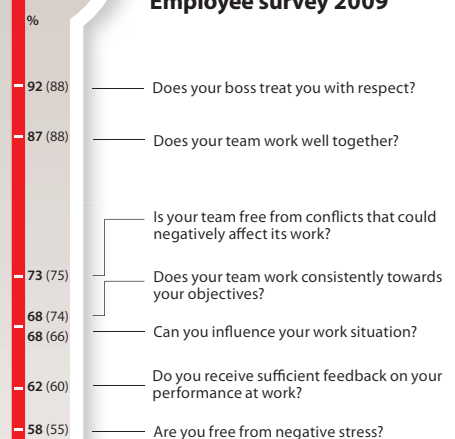 Employee survey 2009
%
92 (88) Does your boss treat you with respect?
87 (88) Does your team work well together?
Is your team free from conflicts that could
negatively affect its work?
73 (75)
Does your team work consistently towards
your objectives?
68 (74)
68 (66) Can you influence your work situation?
Do you receive sufficient feedback on your
62 (60) performance at work?
58 (55) Are you free from negative stress?